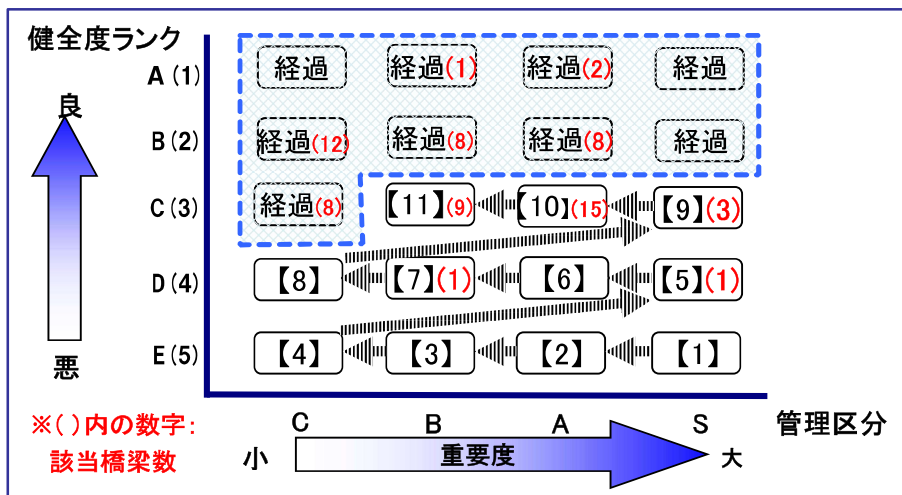 健全度ランク
A(1) 経過 経過(1) 経過(2) 経過
良
B(2) 経過(12) 経過(8) 経過(8) 経過
C(3) 経過(8) 【11】(9) 【10】(15) 【9】(3)
D(4) 【8】 【7】(1) 【6】 【5】(1)
E(5) 【4】 【3】 【2】 【1】
悪
C B A S 管理区分
※( )内の数字:
該当橋梁数
小 重要度 大